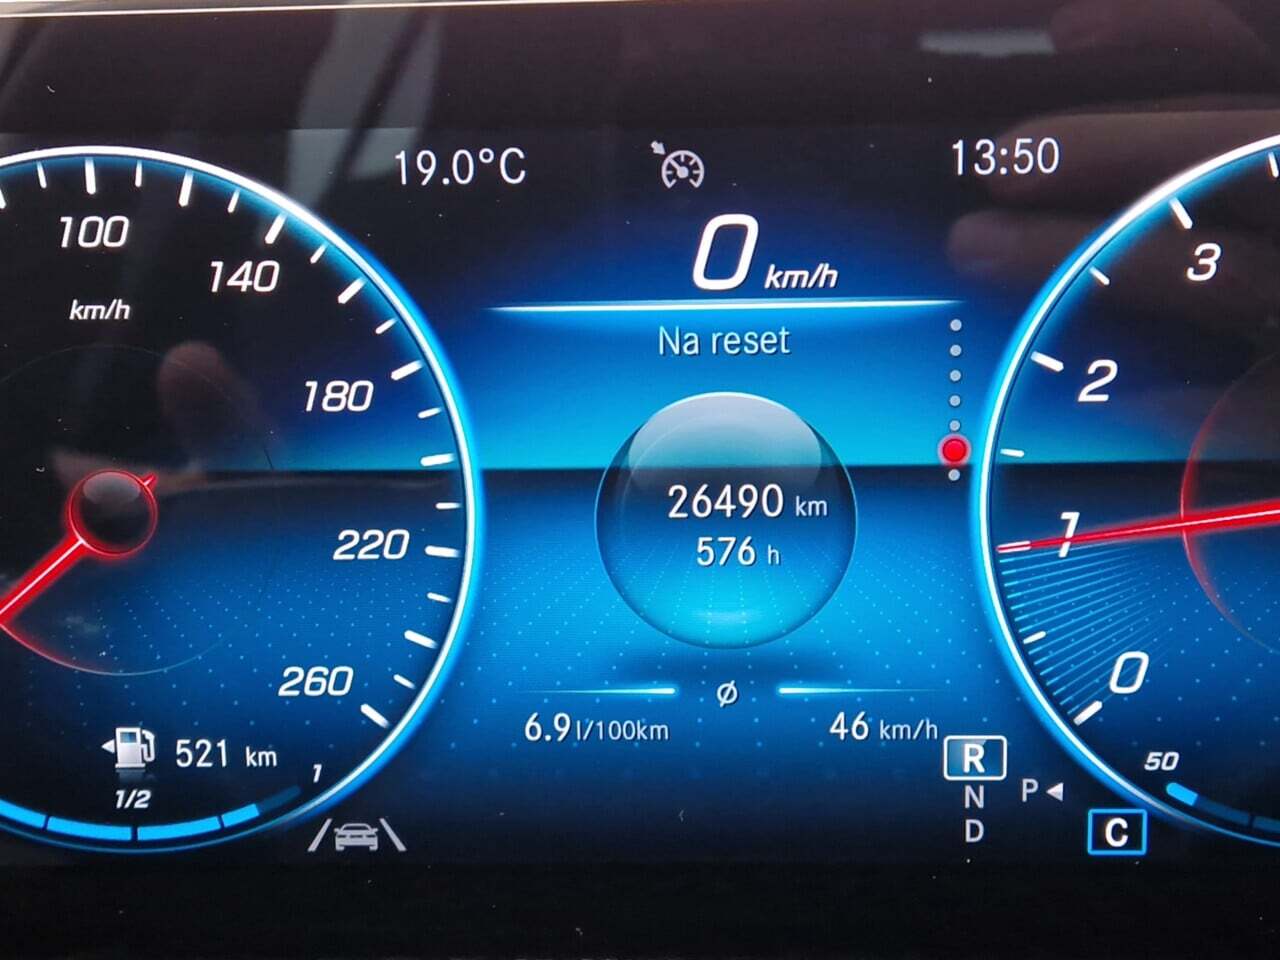 19.0°C
13:50
0 km/h
Na reset
26490 km
576 h
Ø
6.9 l/100km
46 km/h
100
140
km/h
180
220
260
521 km
1/2
1
3
2
1
0
50
R
N
D
P
C